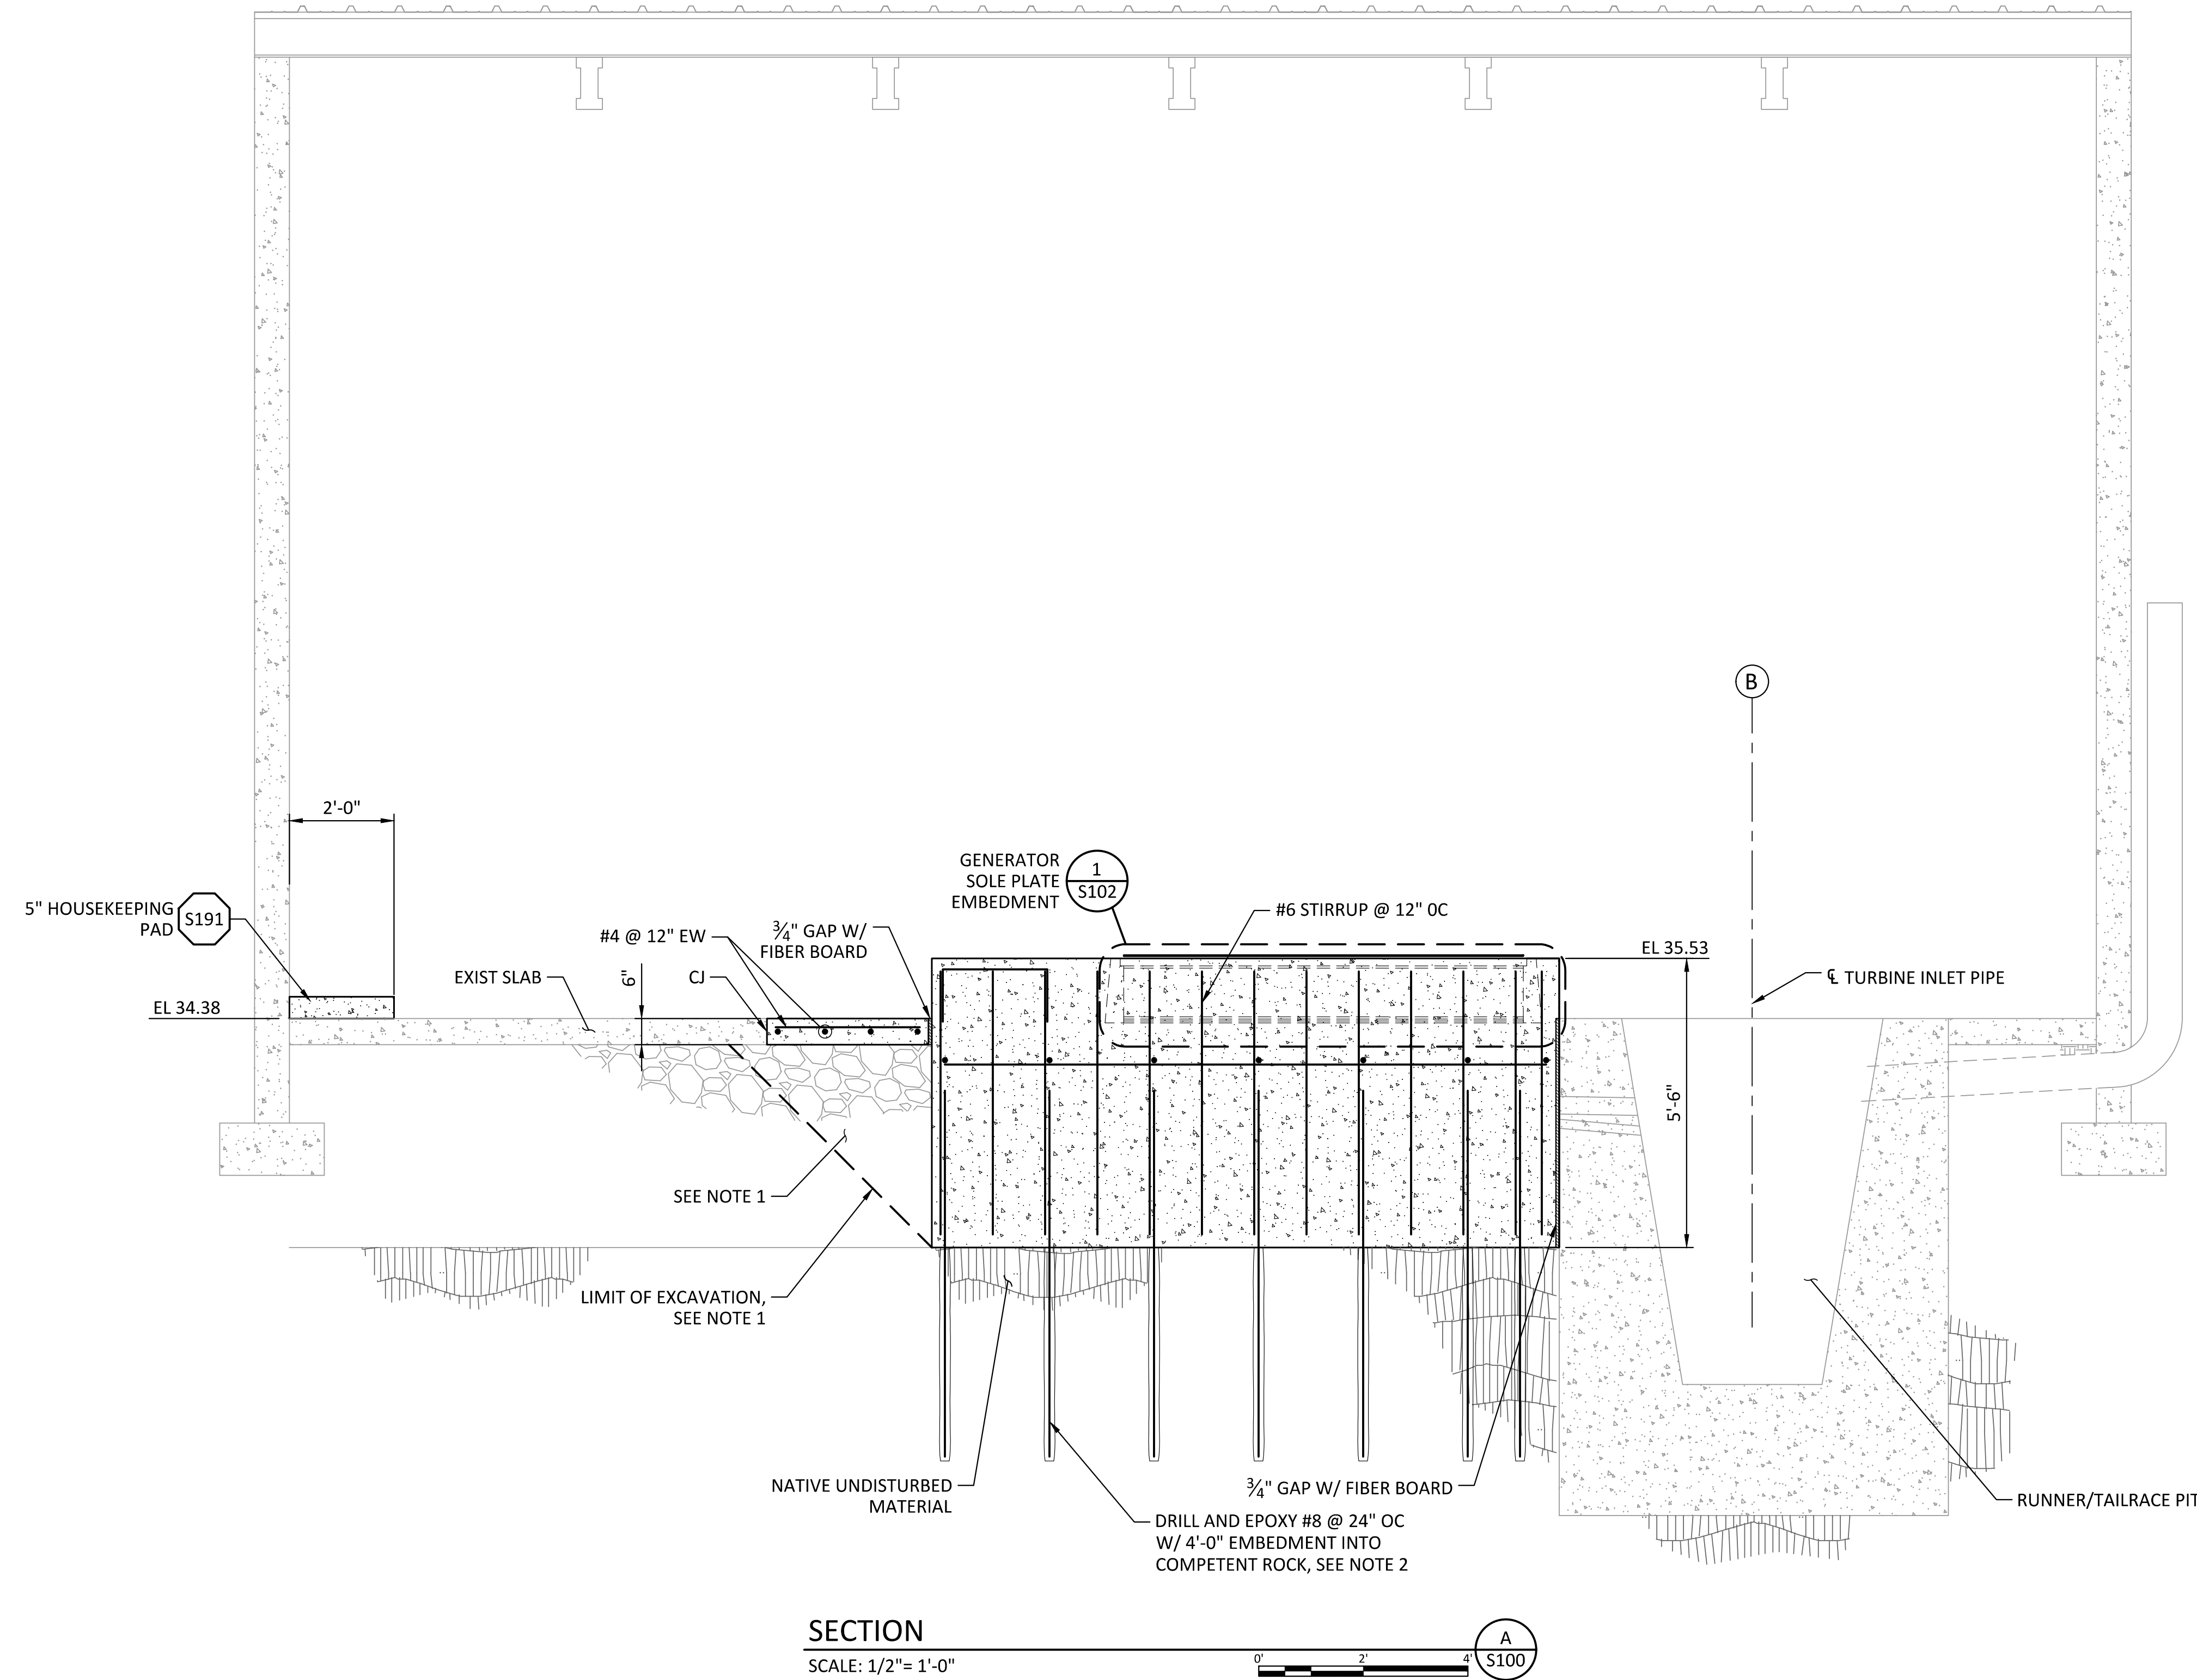 B
2'-0"
5" HOUSEKEEPING
PAD
S191
EL 34.38
EXIST SLAB
6"
#4 @ 12" EW
CJ
3/4" GAP W/
FIBER BOARD
GENERATOR
SOLE PLATE
EMBEDMENT
1
S102
#6 STIRRUP @ 12" 0C
EL 35.53
℄ TURBINE INLET PIPE
5'-6"
SEE NOTE 1
LIMIT OF EXCAVATION,
SEE NOTE 1
NATIVE UNDISTURBED
MATERIAL
3/4" GAP W/ FIBER BOARD
DRILL AND EPOXY #8 @ 24" OC
W/ 4'-0" EMBEDMENT INTO
COMPETENT ROCK, SEE NOTE 2
RUNNER/TAILRACE PIT
SECTION
SCALE: 1/2"= 1'-0"
0'
2'
4'
A
S100